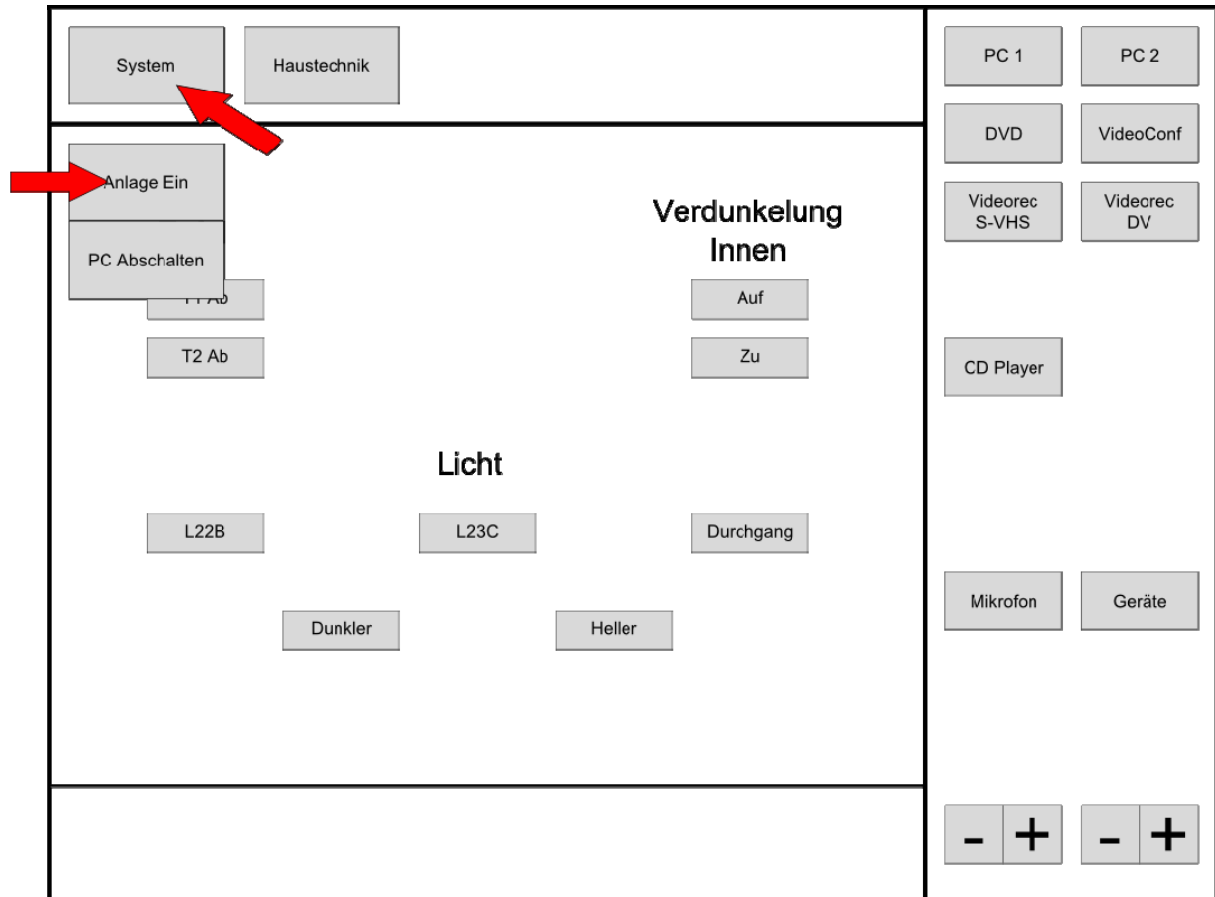 System
Haustechnik
PC 1
PC 2
DVD
VideoConf
Videorec
S-VHS
Videorec
DV
Anlage Ein
PC Abschalten
Verdunkelung
Innen
Auf
T2 Ab
Zu
CD Player
Licht
L22B
L23C
Durchgang
Dunkler
Heller
Mikrofon
Geräte
- +
- +